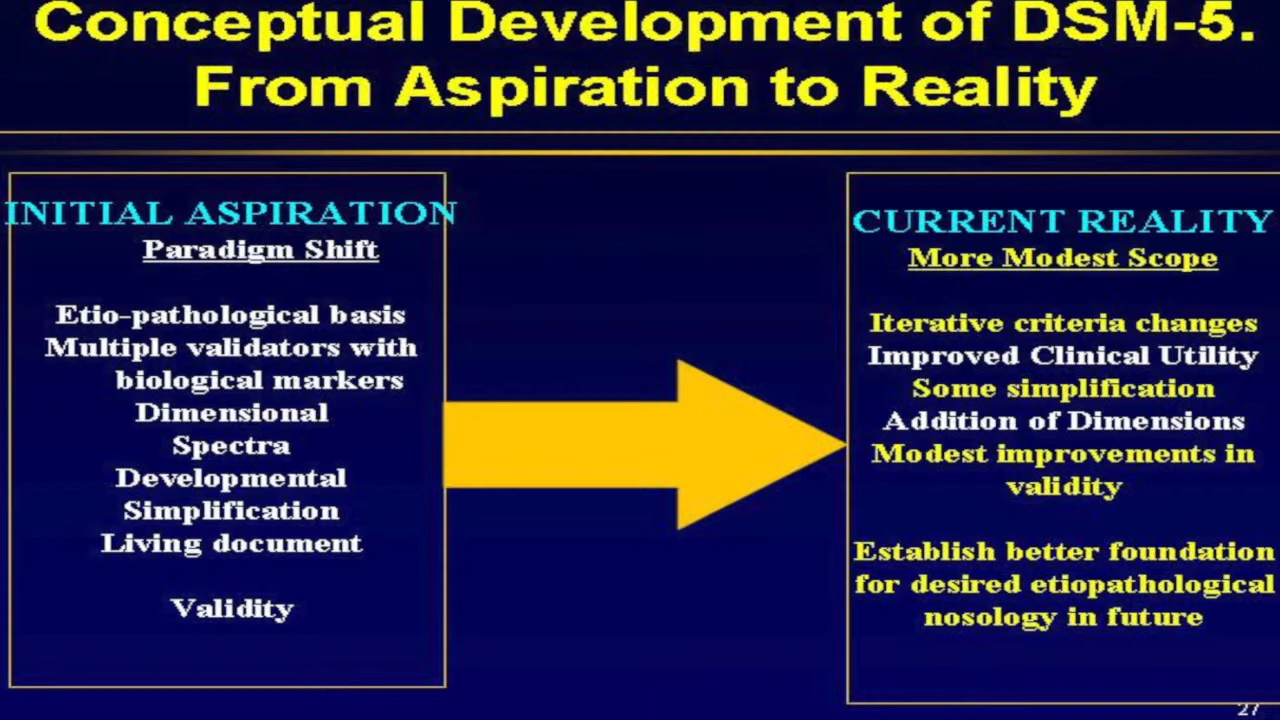 Conceptual Development of DSM-5.
From Aspiration to Reality
INITIAL ASPIRATION
Paradigm Shift
Etio-pathological basis
Multiple validators with
biological markers
Dimensional
Spectra
Developmental
Simplification
Living document
Validity
CURRENT REALITY
More Modest Scope
Iterative criteria changes
Improved Clinical Utility
Some simplification
Addition of Dimensions
Modest improvements in
validity
Establish better foundation
for desired etiopathological
nosology in future
27